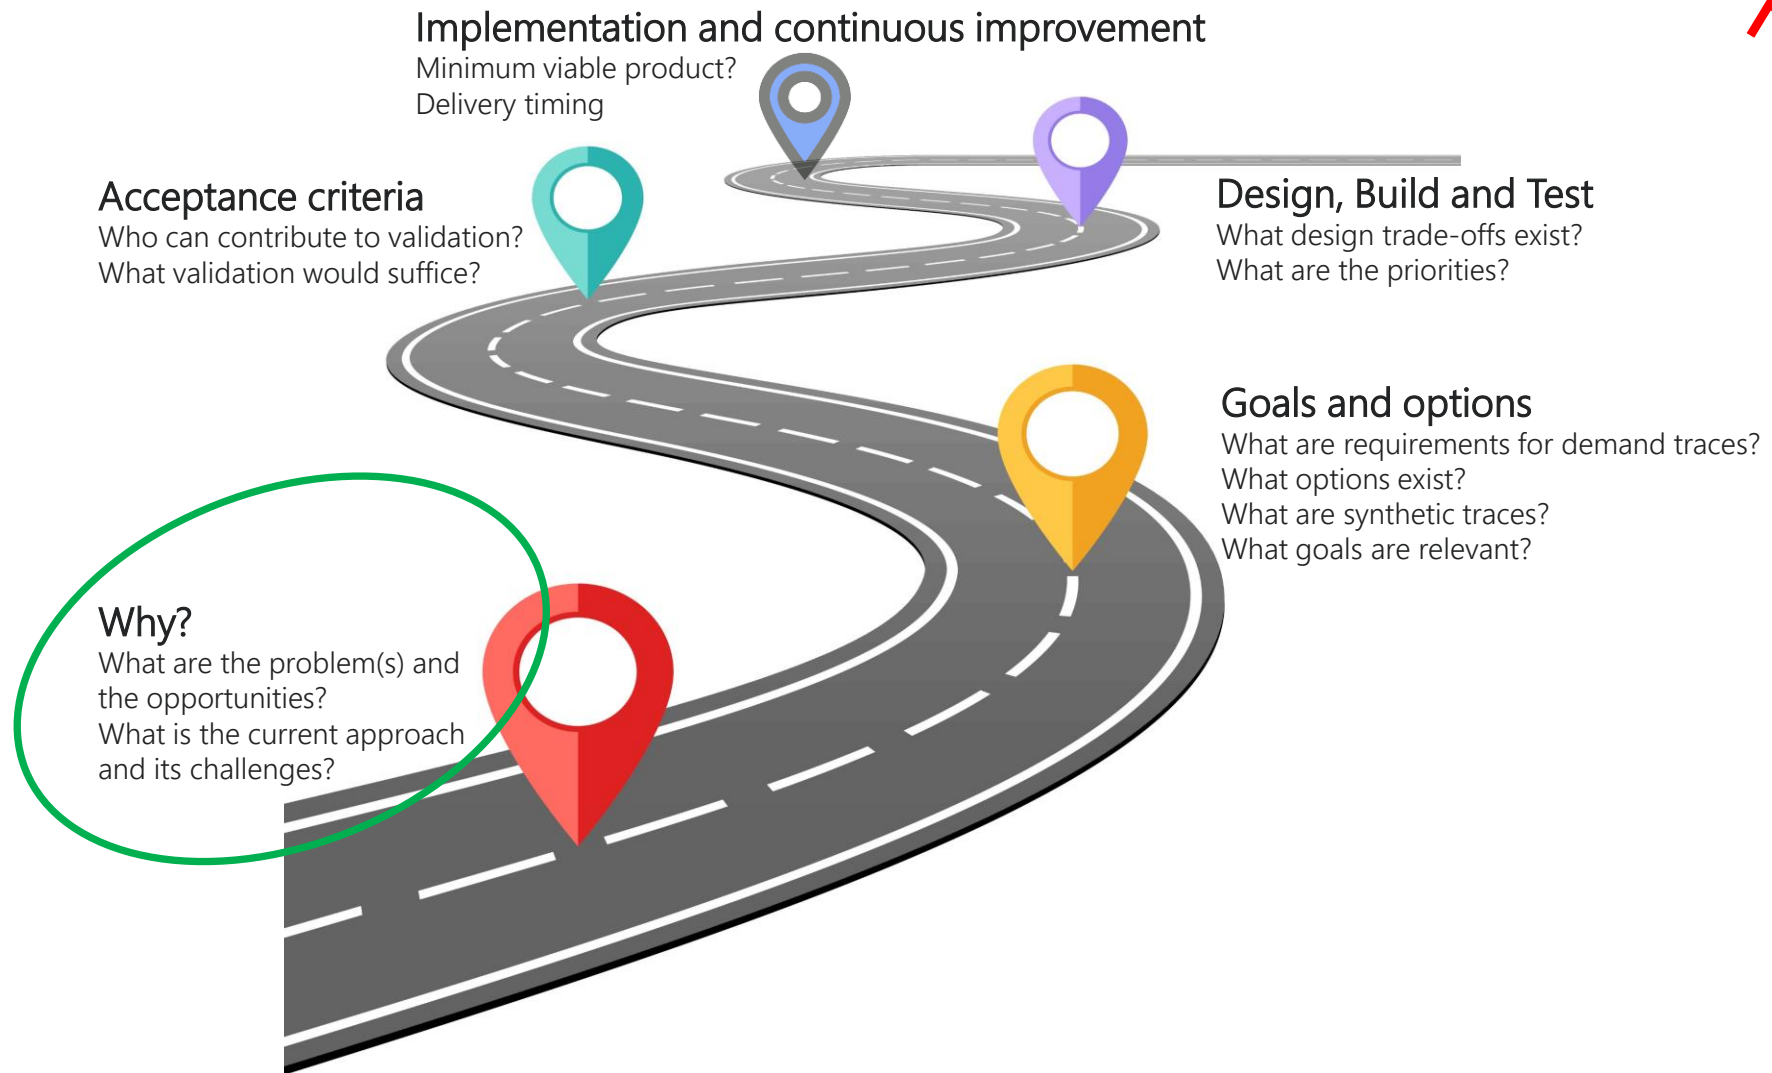 Implementation and continuous improvement
Minimum viable product?
Delivery timing
Acceptance criteria
Who can contribute to validation?
What validation would suffice?
Design, Build and Test
What design trade-offs exist?
What are the priorities?
Goals and options
What are requirements for demand traces?
What options exist?
What are synthetic traces?
What goals are relevant?
Why?
What are the problem(s) and
the opportunities?
What is the current approach
and its challenges?